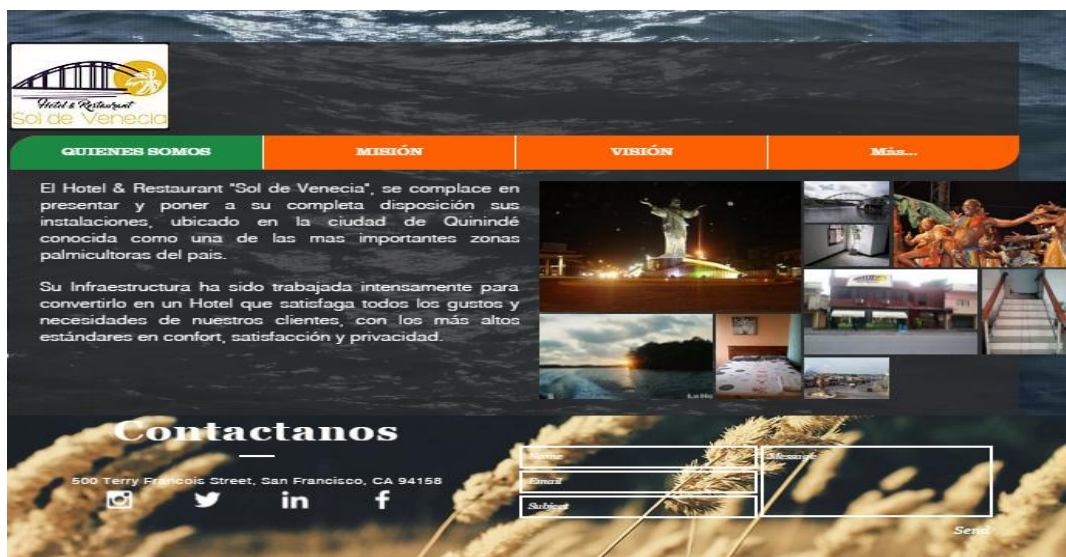 Hotel & Restaurant
Sol de Venecia
QUIENES SOMOS
MISIÓN
VISIÓN
Más...
El Hotel & Restaurant "Sol de Venecia", se complace en
presentar y poner a su completa disposición sus
instalaciones, ubicado en la ciudad de Quinindé
conocida como una de las mas importantes zonas
palmicultoras del pais.
Su Infraestructura ha sido trabajada intensamente para
convertirlo en un Hotel que satisfaga todos los gustos y
necesidades de nuestros clientes, con los más altos
estándares en confort, satisfacción y privacidad.
Contactanos
500 Terry Francois Street, San Francisco, CA 94158
Name
Email
Subject
Message
Send